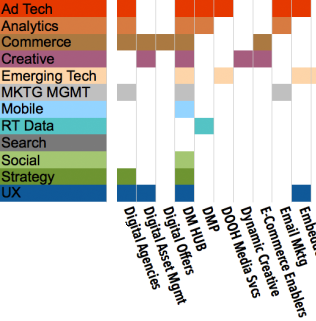 Ad Tech
Analytics
Commerce
Creative
Emerging Tech
MKTG MGMT
Mobile
RT Data
Search
Social
Strategy
UX
Digital Agencies
Digital Asset Mgmt
Digital Offers
DM HUB
DMP
DOOH Media Svcs
Dynamic Creative
E-Commerce Enablers
Email Mktg